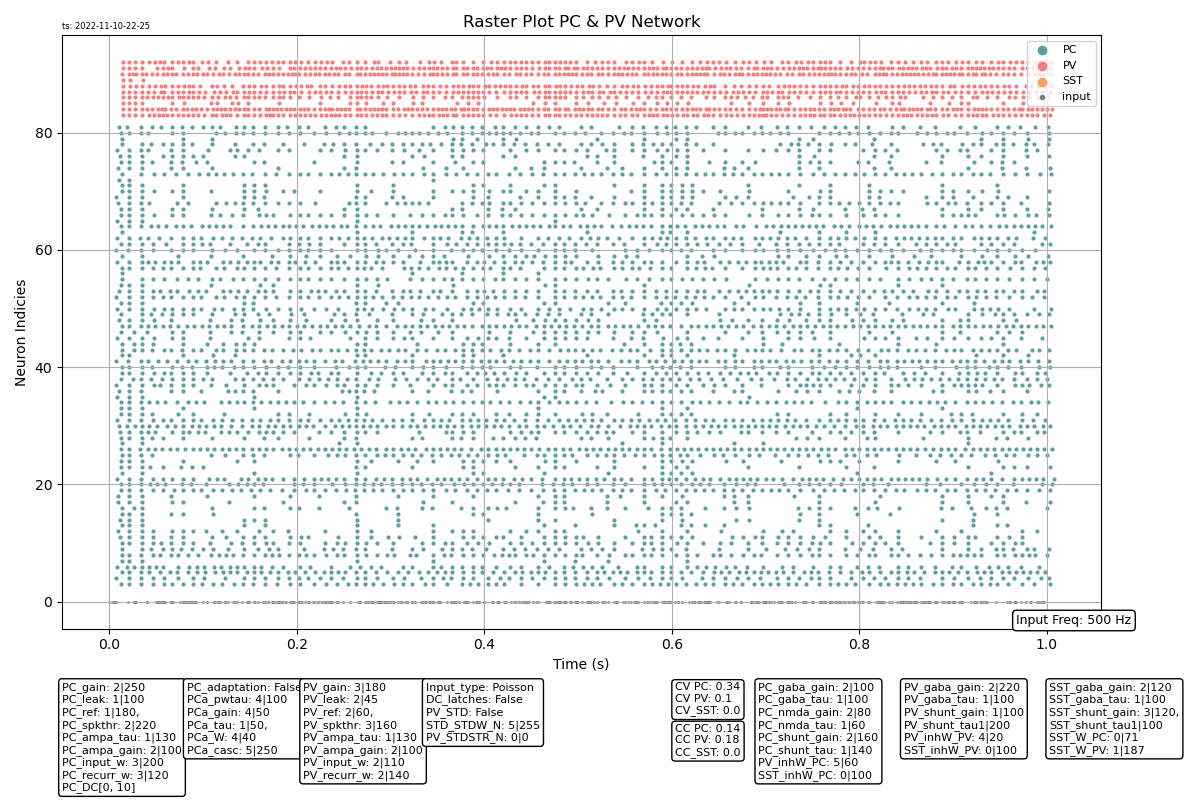 ts: 2022-11-10-22-25
Raster Plot PC & PV Network
PC
PV
SST
input
80
60
40
20
0
Neuron Indicies
0.0
0.2
0.4
0.6
0.8
1.0
Time (s)
Input Freq: 500 Hz
PC_gain: 2|250
PC_leak: 1|100
PC_ref: 1|180,
PC_spkthr: 2|220
PC_ampa_tau: 1|130
PC_ampa_gain: 2|100
PC_input_w: 3|200
PC_recurr_w: 3|120
PC_DC[0, 10]
PC_adaptation: False
PCa_pwtau: 4|100
PCa_gain: 4|50
PCa_tau: 1|50,
PCa_W: 4|40
PCa_casc: 5|250
PV_gain: 3|180
PV_leak: 2|45
PV_ref: 2|60,
PV_spkthr: 3|160
PV_ampa_tau: 1|130
PV_ampa_gain: 2|100
PV_input_w: 2|110
PV_recurr_w: 2|140
Input_type: Poisson
DC_latches: False
PV_STD: False
STD_STDW_N: 5|255
PV_STDSTR_N: 0|0
CV PC: 0.34
CV PV: 0.1
CV_SST: 0.0
CC PC: 0.14
CC PV: 0.18
CC_SST: 0.0
PC_gaba_gain: 2|100
PC_gaba_tau: 1|100
PC_nmda_gain: 2|80
PC_nmda_tau: 1|60
PC_shunt_gain: 2|160
PC_shunt_tau: 1|140
PV_inhW_PC: 5|60
SST_inhW_PC: 0|100
PV_gaba_gain: 2|220
PV_gaba_tau: 1|100
PV_shunt_gain: 1|100
PV_shunt_tau1|200
PV_inhW_PV: 4|20
SST_inhW_PV: 0|100
SST_gaba_gain: 2|120
SST_gaba_tau: 1|100
SST_shunt_gain: 3|120,
SST_shunt_tau1|100
SST_W_PC: 0|71
SST_W_PV: 1|187